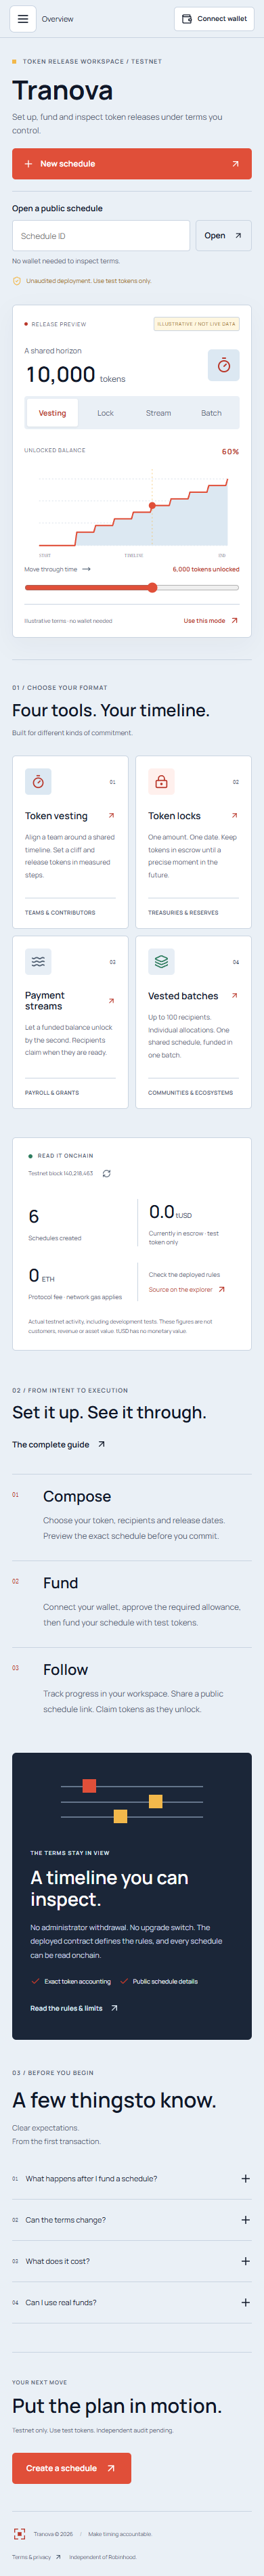 Overview
Connect wallet
TOKEN RELEASE WORKSPACE / TESTNET
Tranova
Set up, fund and inspect token releases under terms you
control.
New schedule
Open a public schedule
Schedule ID
Open
No wallet needed to inspect terms.
Unaudited deployment. Use test tokens only.
RELEASE PREVIEW
ILLUSTRATIVE / NOT LIVE DATA
A shared horizon
10,000 tokens
Vesting
Lock
Stream
Batch
UNLOCKED BALANCE
60%
START
TIMELINE
END
Move through time
6,000 tokens unlocked
Illustrative terms · no wallet needed
Use this mode
01 / CHOOSE YOUR FORMAT
Four tools. Your timeline.
Built for different kinds of commitment.
01
Token vesting
Align a team around a shared
timeline. Set a cliff and
release tokens in measured
steps.
TEAMS & CONTRIBUTORS
02
Token locks
One amount. One date. Keep
tokens in escrow until a
precise moment in the
future.
TREASURIES & RESERVES
03
Payment
streams
Let a funded balance unlock
by the second. Recipients
claim when they are ready.
PAYROLL & GRANTS
04
Vested batches
Up to 100 recipients.
Individual allocations. One
shared schedule, funded in
one batch.
COMMUNITIES & ECOSYSTEMS
READ IT ONCHAIN
Testnet block 140,218,463
6
Schedules created
0.0 tUSD
Currently in escrow · test
token only
0 ETH
Protocol fee · network gas applies
Check the deployed rules
Source on the explorer
Actual testnet activity, including development tests. These figures are not
customers, revenue or asset value. tUSD has no monetary value.
02 / FROM INTENT TO EXECUTION
Set it up. See it through.
The complete guide
01
Compose
Choose your token, recipients and release dates.
Preview the exact schedule before you commit.
02
Fund
Connect your wallet, approve the required allowance,
then fund your schedule with test tokens.
03
Follow
Track progress in your workspace. Share a public
schedule link. Claim tokens as they unlock.
THE TERMS STAY IN VIEW
A timeline you can
inspect.
No administrator withdrawal. No upgrade switch. The
deployed contract defines the rules, and every schedule
can be read onchain.
Exact token accounting
Public schedule details
Read the rules & limits
03 / BEFORE YOU BEGIN
A few thingsto know.
Clear expectations.
From the first transaction.
01 What happens after I fund a schedule?
02 Can the terms change?
03 What does it cost?
04 Can I use real funds?
YOUR NEXT MOVE
Put the plan in motion.
Testnet only. Use test tokens. Independent audit pending.
Create a schedule
Tranova © 2026 / Make timing accountable.
Terms & privacy
Independent of Robinhood.